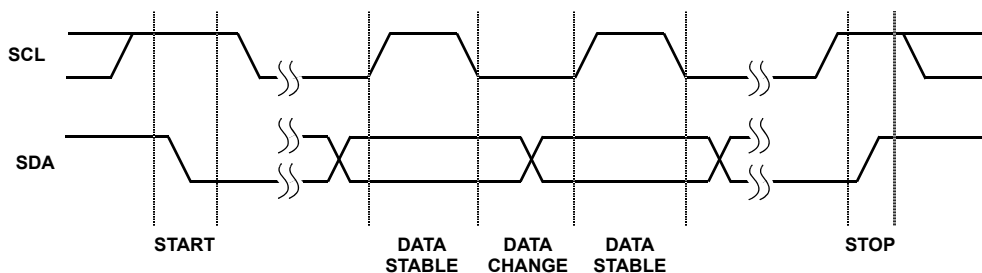 SCL
SDA
START
DATA STABLE
DATA CHANGE
DATA STABLE
STOP